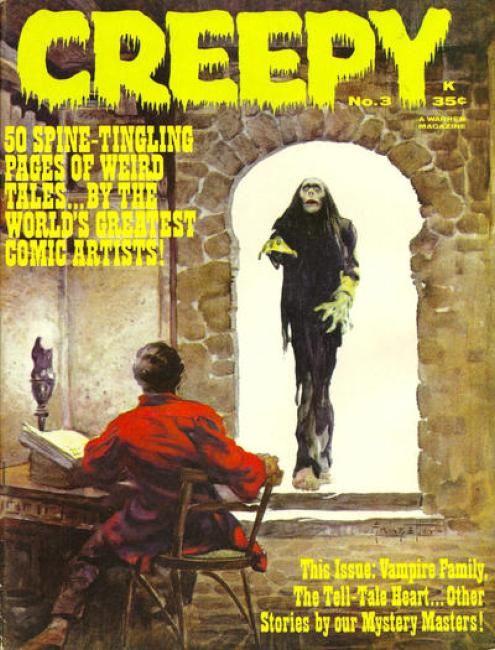 CREEPY
No.3
K
35¢
A WARREN
MAGAZINE
50 SPINE-TINGLING
PAGES OF WEIRD
TALES...BY THE
WORLD'S GREATEST
COMIC ARTISTS!
FRAZETTA
This Issue: Vampire Family,
The Tell-Tale Heart...Other
Stories by our Mystery Masters!